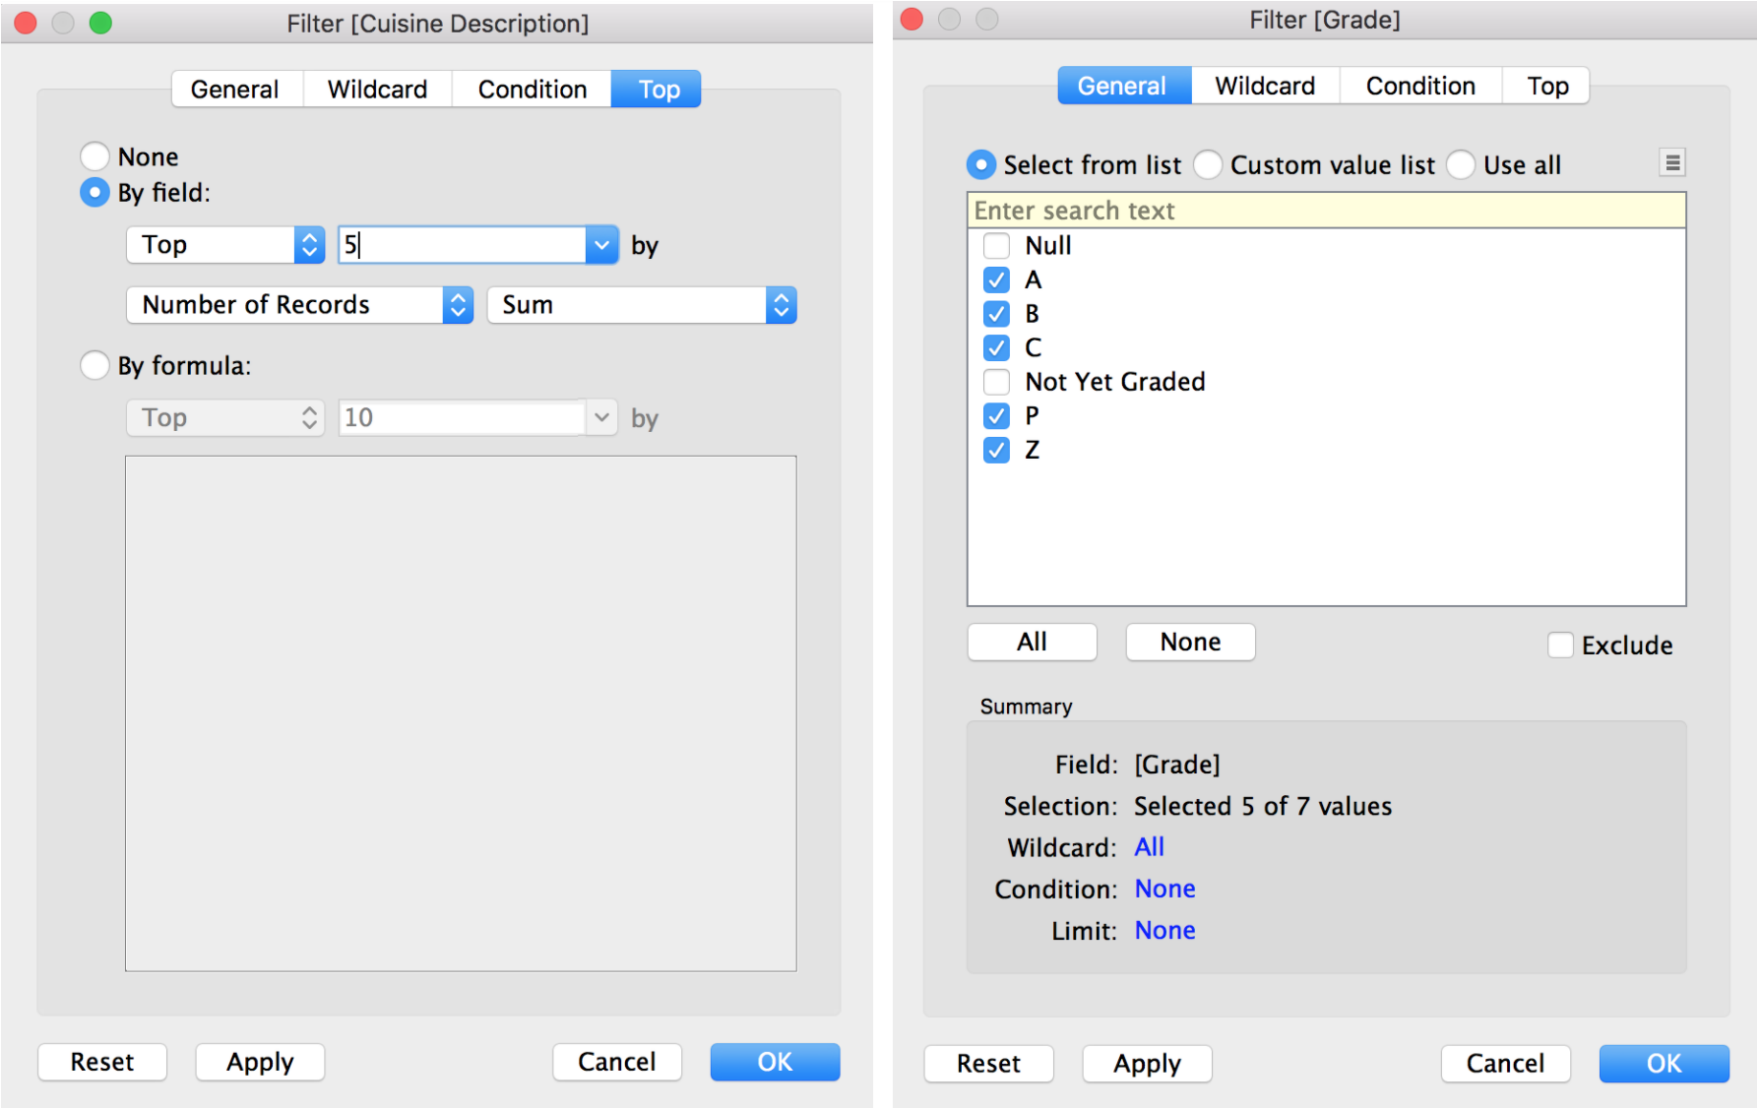 Filter [Cuisine Description]
General Wildcard Condition Top
None
By field:
Top 5 by
Number of Records Sum
By formula:
Top 10 by
Reset Apply Cancel OK
Filter [Grade]
General Wildcard Condition Top
Select from list Custom value list Use all
Enter search text
Null
A
B
C
Not Yet Graded
P
Z
All None Exclude
Summary
Field: [Grade]
Selection: Selected 5 of 7 values
Wildcard: All
Condition: None
Limit: None
Reset Apply Cancel OK